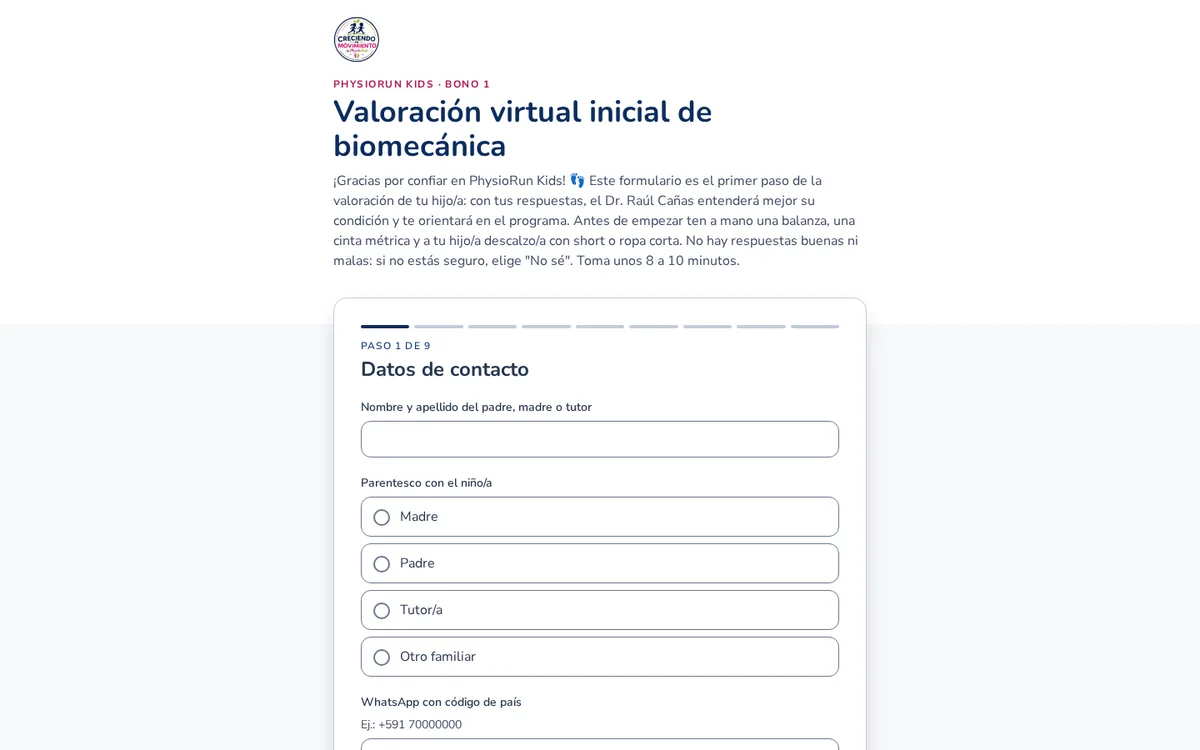 CRECIENDO
EN
MOVIMIENTO
PHYSIORUN KIDS · BONO 1
Valoración virtual inicial de
biomecánica
¡Gracias por confiar en PhysioRun Kids! 👣 Este formulario es el primer paso de la
valoración de tu hijo/a: con tus respuestas, el Dr. Raúl Cañas entenderá mejor su
condición y te orientará en el programa. Antes de empezar ten a mano una balanza, una
cinta métrica y a tu hijo/a descalzo/a con short o ropa corta. No hay respuestas buenas ni
malas: si no estás seguro, elige "No sé". Toma unos 8 a 10 minutos.
PASO 1 DE 9
Datos de contacto
Nombre y apellido del padre, madre o tutor
Parentesco con el niño/a
Madre
Padre
Tutor/a
Otro familiar
WhatsApp con código de país
Ej.: +591 70000000